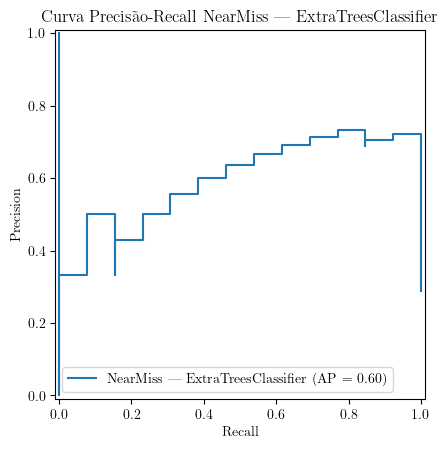 Curva Precisão-Recall NearMiss — ExtraTreesClassifier
1.0
0.8
0.6
0.4
0.2
0.0
Precision
NearMiss — ExtraTreesClassifier (AP = 0.60)
0.0 0.2 0.4 0.6 0.8 1.0
Recall